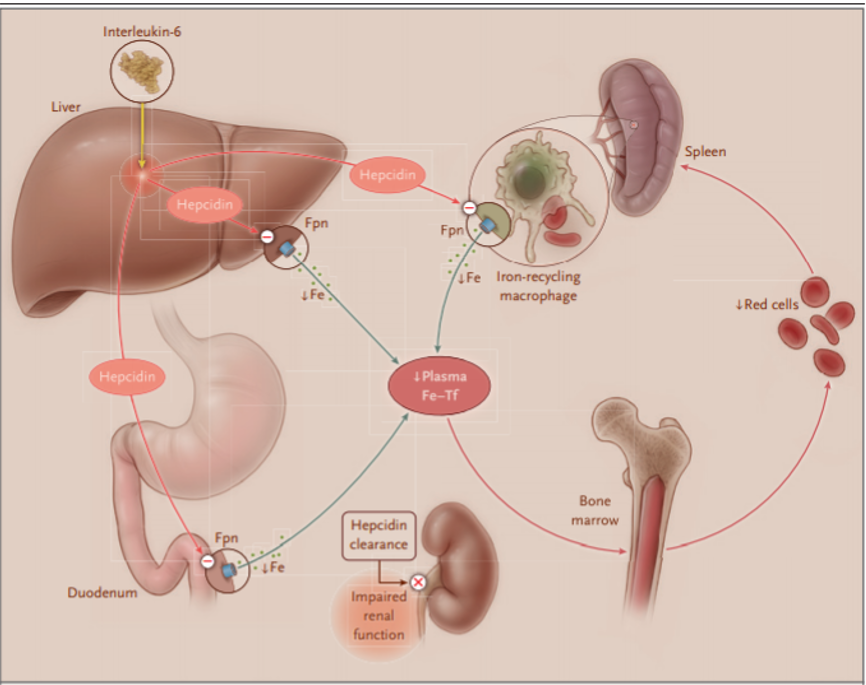 Interleukin-6
Liver
Hepcidin
Hepcidin
Spleen
Fpn
Fpn
↓Fe
↓Fe
Iron-recycling
macrophage
↓Red cells
Hepcidin
↓Plasma
Fe–Tf
Bone
marrow
Hepcidin
clearance
Fpn
↓Fe
Duodenum
Impaired
renal
function